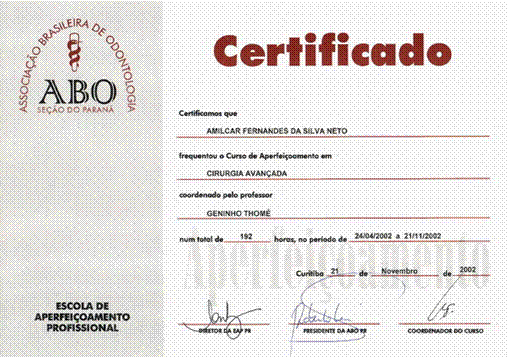 ASSOCIAÇÃO BRASILEIRA DE ODONTOLOGIA
ABO
SEÇÃO DO PARANÁ
Certificado
Certificamos que
AMILCAR FERNANDES DA SILVA NETO
frequentou o Curso de Aperfeiçoamento em
CIRURGIA AVANÇADA
coordenado pelo professor
GENINHO THOMÉ
num total de 192 horas, no período de 24/04/2002 a 21/11/2002
Aperfeiçoamento
Curitiba 21 de Novembro de 2002
ESCOLA DE
APERFEIÇOAMENTO
PROFISSIONAL
DIRETOR DA EAP PR
PRESIDENTE DA ABO PR
COORDENADOR DO CURSO